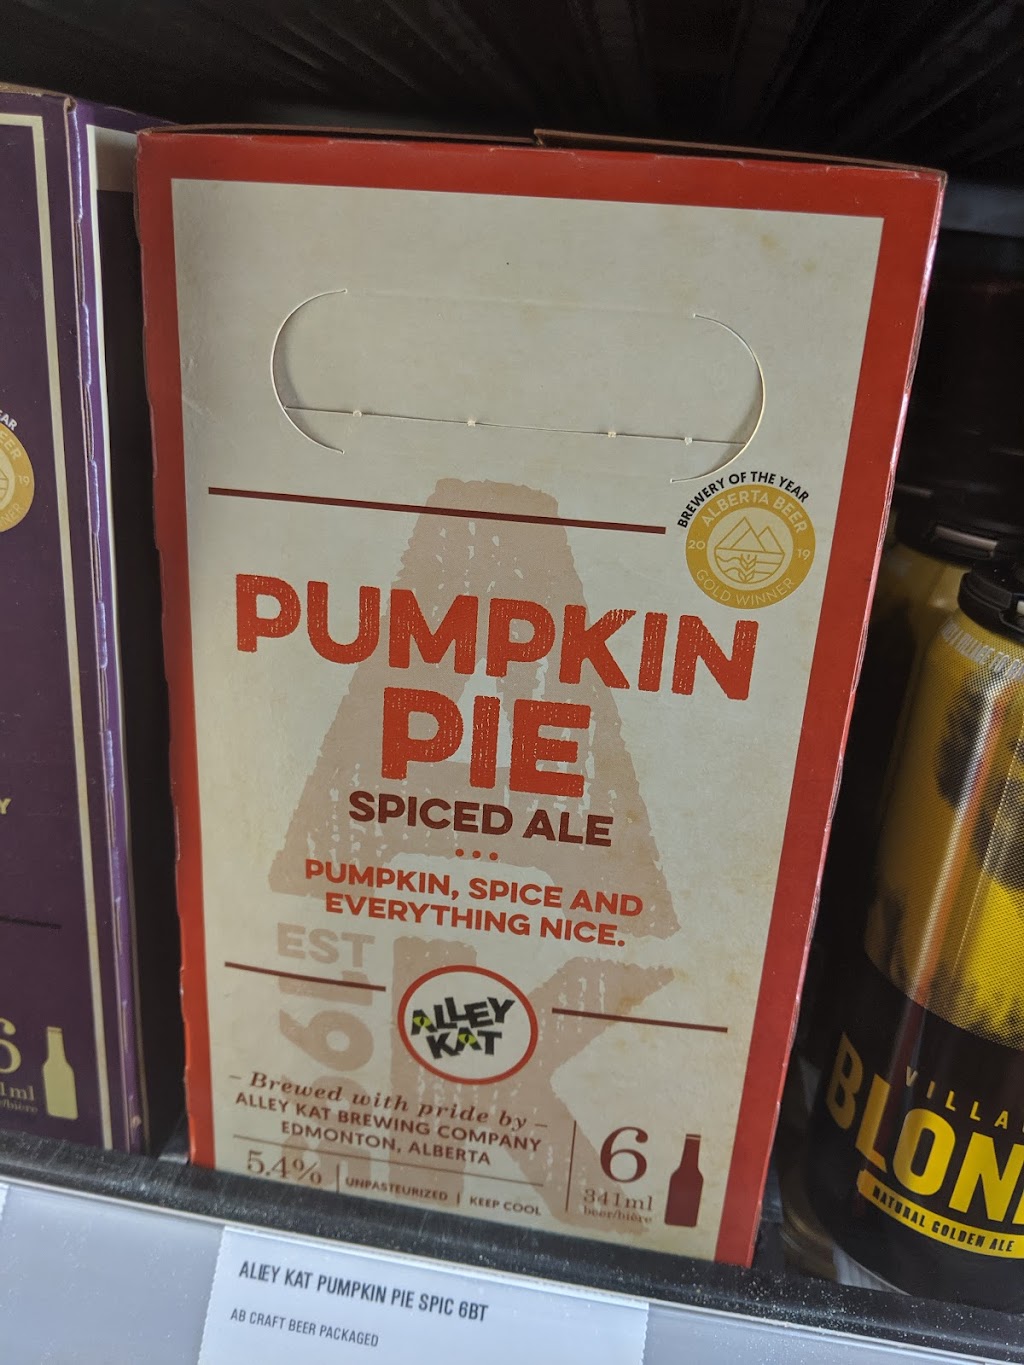 BREWERY OF THE YEAR
ALBERTA BEER
20 19
GOLD WINNER
PUMPKIN
PIE
SPICED ALE
PUMPKIN, SPICE AND
EVERYTHING NICE.
EST
ALLEY
KAT
– Brewed with pride by –
ALLEY KAT BREWING COMPANY
EDMONTON, ALBERTA
5.4% | UNPASTEURIZED | KEEP COOL
6
341ml
beer/bière
ALLEY KAT PUMPKIN PIE SPIC 6BT
AB CRAFT BEER PACKAGED
19
6
BLON
NATURAL GOLDEN ALE